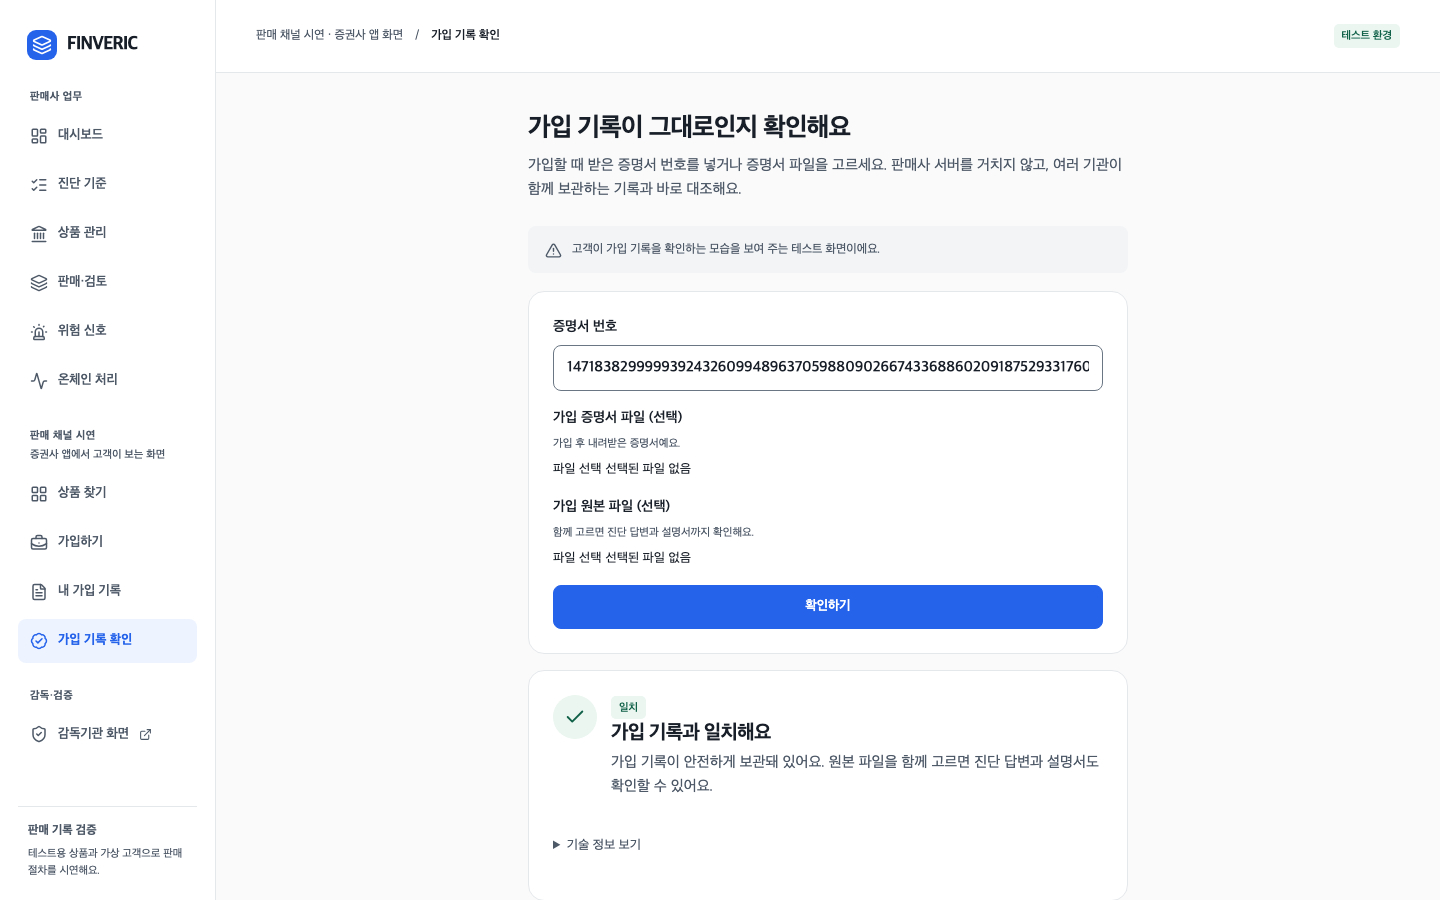 FINVERIC
판매사 업무
대시보드
진단 기준
상품 관리
판매·검토
위험 신호
온체인 처리
판매 채널 시연
증권사 앱에서 고객이 보는 화면
상품 찾기
가입하기
내 가입 기록
가입 기록 확인
감독·검증
감독기관 화면
판매 기록 검증
테스트용 상품과 가상 고객으로 판매
절차를 시연해요.
판매 채널 시연 · 증권사 앱 화면 / 가입 기록 확인
테스트 환경
가입 기록이 그대로인지 확인해요
가입할 때 받은 증명서 번호를 넣거나 증명서 파일을 고르세요. 판매사 서버를 거치지 않고, 여러 기관이
함께 보관하는 기록과 바로 대조해요.
고객이 가입 기록을 확인하는 모습을 보여 주는 테스트 화면이에요.
증명서 번호
1471838299999392432609948963705988090266743368860209187529331760
가입 증명서 파일 (선택)
가입 후 내려받은 증명서예요.
파일 선택 선택된 파일 없음
가입 원본 파일 (선택)
함께 고르면 진단 답변과 설명서까지 확인해요.
파일 선택 선택된 파일 없음
확인하기
일치
가입 기록과 일치해요
가입 기록이 안전하게 보관돼 있어요. 원본 파일을 함께 고르면 진단 답변과 설명서도
확인할 수 있어요.
기술 정보 보기